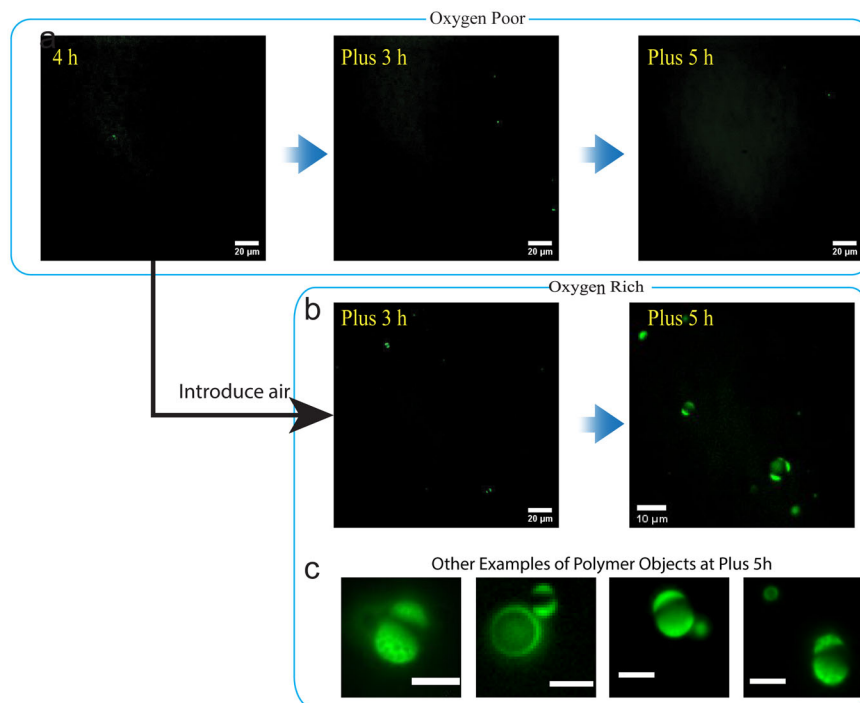 Oxygen Poor
a
4 h
Plus 3 h
Plus 5 h
20 µm
20 µm
20 µm
Oxygen Rich
b
Plus 3 h
Plus 5 h
Introduce air
20 µm
10 µm
c
Other Examples of Polymer Objects at Plus 5h